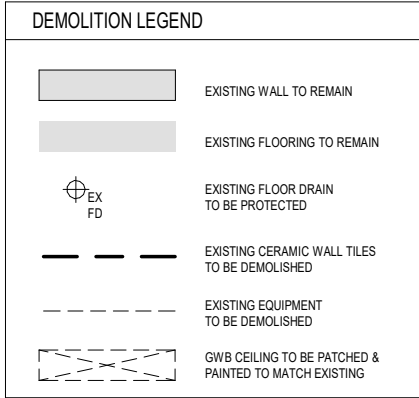 DEMOLITION LEGEND
EXISTING WALL TO REMAIN
EXISTING FLOORING TO REMAIN
EX
FD
EXISTING FLOOR DRAIN
TO BE PROTECTED
EXISTING CERAMIC WALL TILES
TO BE DEMOLISHED
EXISTING EQUIPMENT
TO BE DEMOLISHED
GWB CEILING TO BE PATCHED &
PAINTED TO MATCH EXISTING